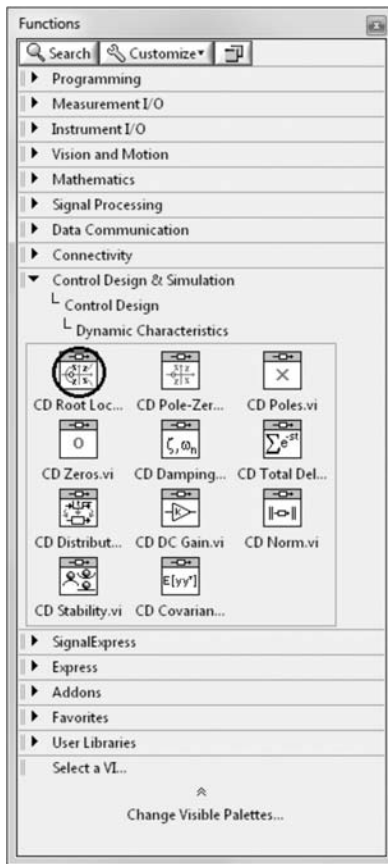 Functions
Search Customize
Programming
Measurement I/O
Instrument I/O
Vision and Motion
Mathematics
Signal Processing
Data Communication
Connectivity
Control Design & Simulation
Control Design
Dynamic Characteristics
CD Root Loc... CD Pole-Zer... CD Poles.vi
ζ, ωn Σe^-st
CD Zeros.vi CD Damping... CD Total Del...
K
CD Distribut... CD DC Gain.vi CD Norm.vi
CD Stability.vi CD Covarian...
SignalExpress
Express
Addons
Favorites
User Libraries
Select a VI...
Change Visible Palettes...